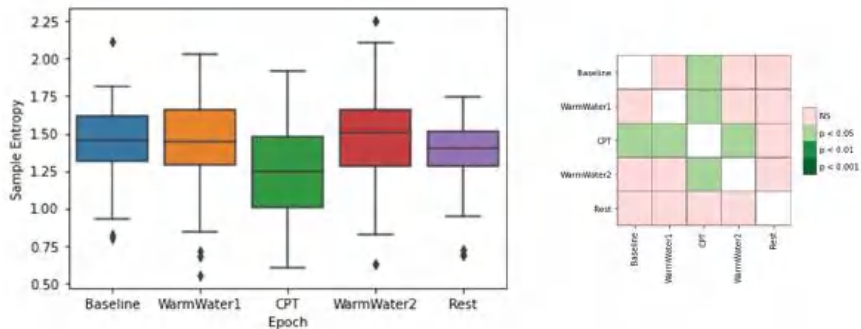 2.25
2.00
1.75
1.50
1.25
1.00
0.75
0.50
Sample Entropy
Baseline WarmWater1 CPT WarmWater2 Rest
Epoch
Baseline
WarmWater1
CPT
WarmWater2
Rest
Baseline
WarmWater1
CPT
WarmWater2
Rest
NS
p < 0.05
p < 0.01
p < 0.001